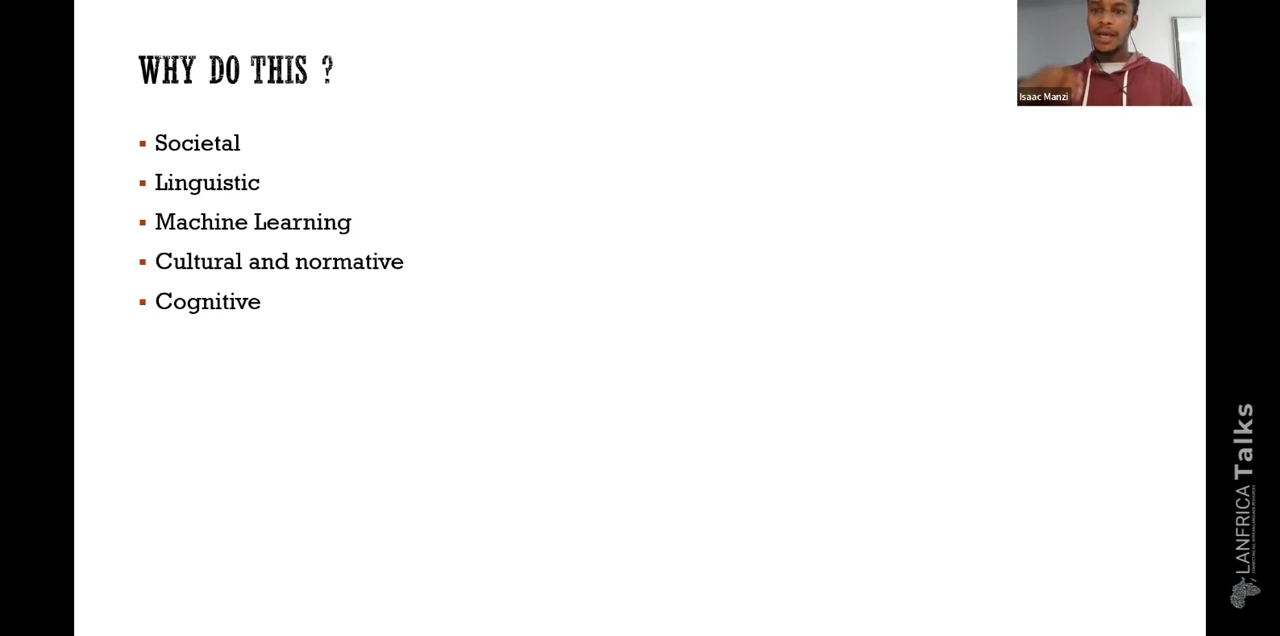 WHY DO THIS ?
Isaac Manzi
Societal
Linguistic
Machine Learning
Cultural and normative
Cognitive
LANFRICA Talks